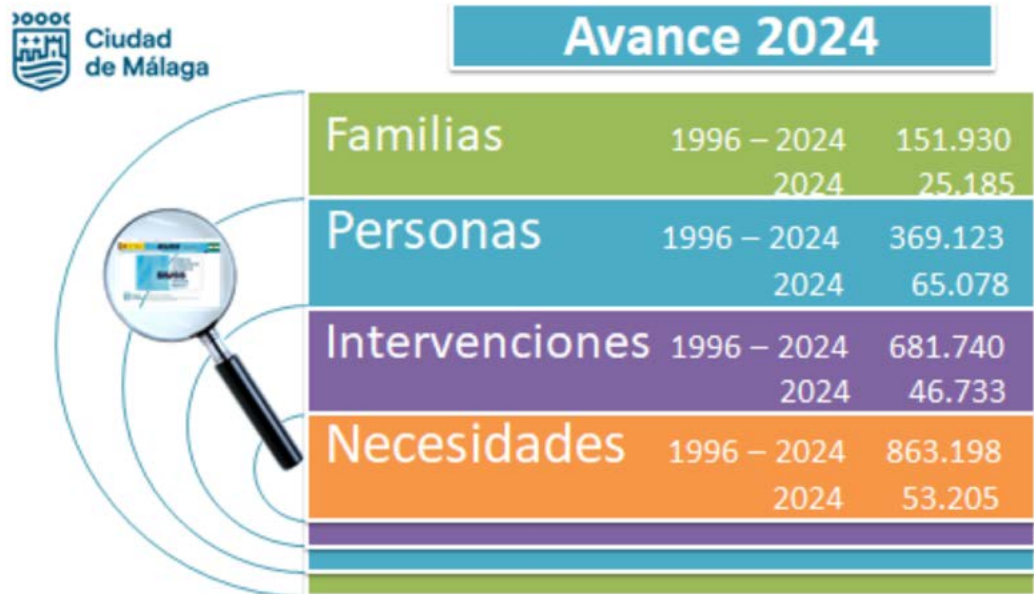 Ciudad
de Málaga
Avance 2024
Familias 1996 – 2024 151.930
2024 25.185
Personas 1996 – 2024 369.123
2024 65.078
Intervenciones 1996 – 2024 681.740
2024 46.733
Necesidades 1996 – 2024 863.198
2024 53.205